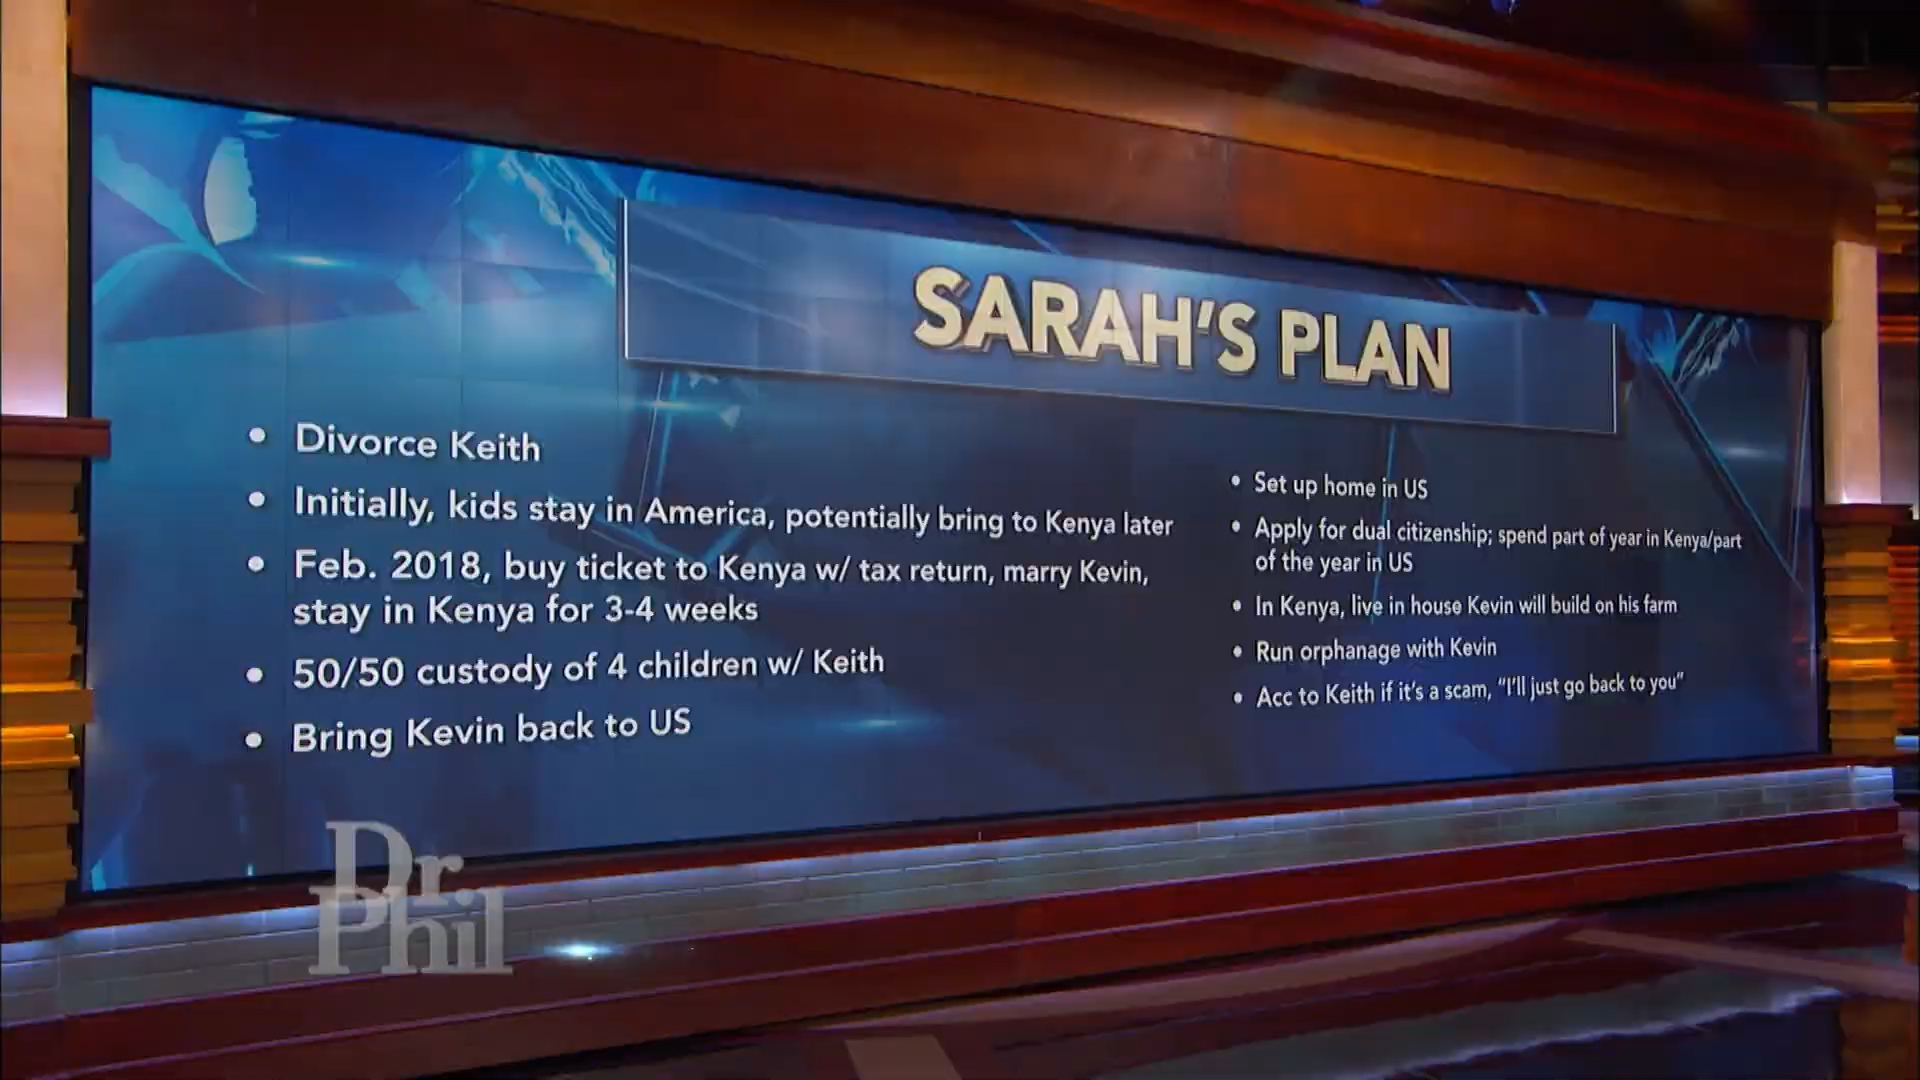 SARAH'S PLAN
• Divorce Keith
• Initially, kids stay in America, potentially bring to Kenya later
• Feb. 2018, buy ticket to Kenya w/ tax return, marry Kevin,
stay in Kenya for 3-4 weeks
• 50/50 custody of 4 children w/ Keith
• Bring Kevin back to US
• Set up home in US
• Apply for dual citizenship; spend part of year in Kenya/part
of the year in US
• In Kenya, live in house Kevin will build on his farm
• Run orphanage with Kevin
• Acc to Keith if it's a scam, "I'll just go back to you"
Dr.
Phil